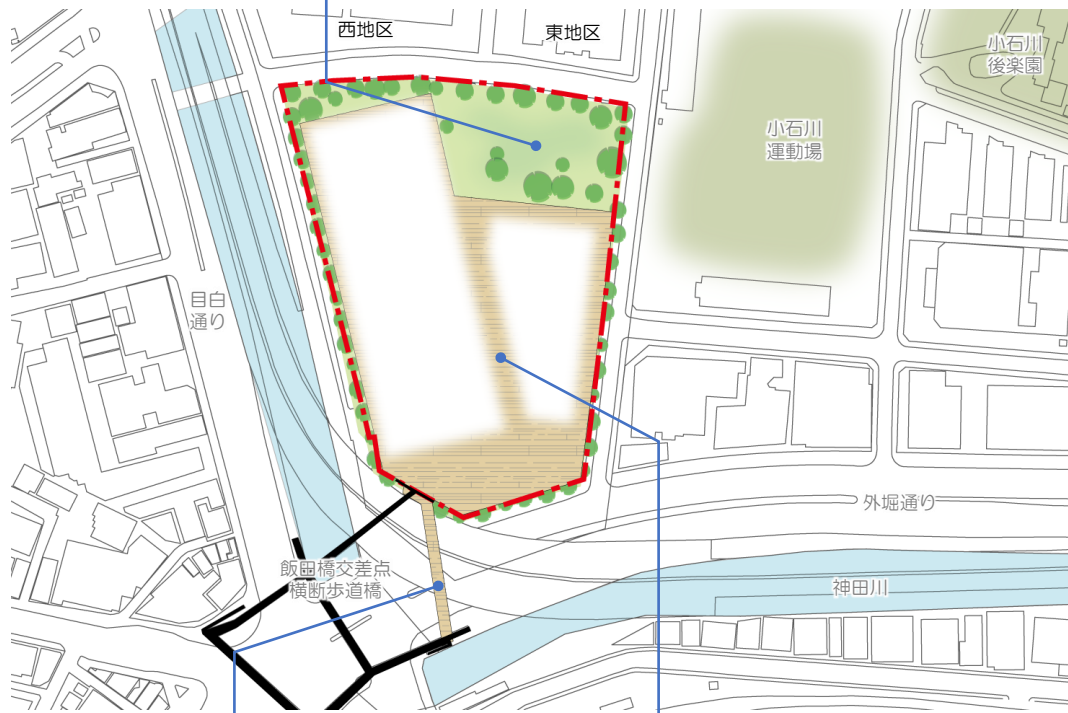 西地区
東地区
小石川
後楽園
小石川
運動場
目白
通り
外堀通り
飯田橋交差点
横断歩道橋
神田川